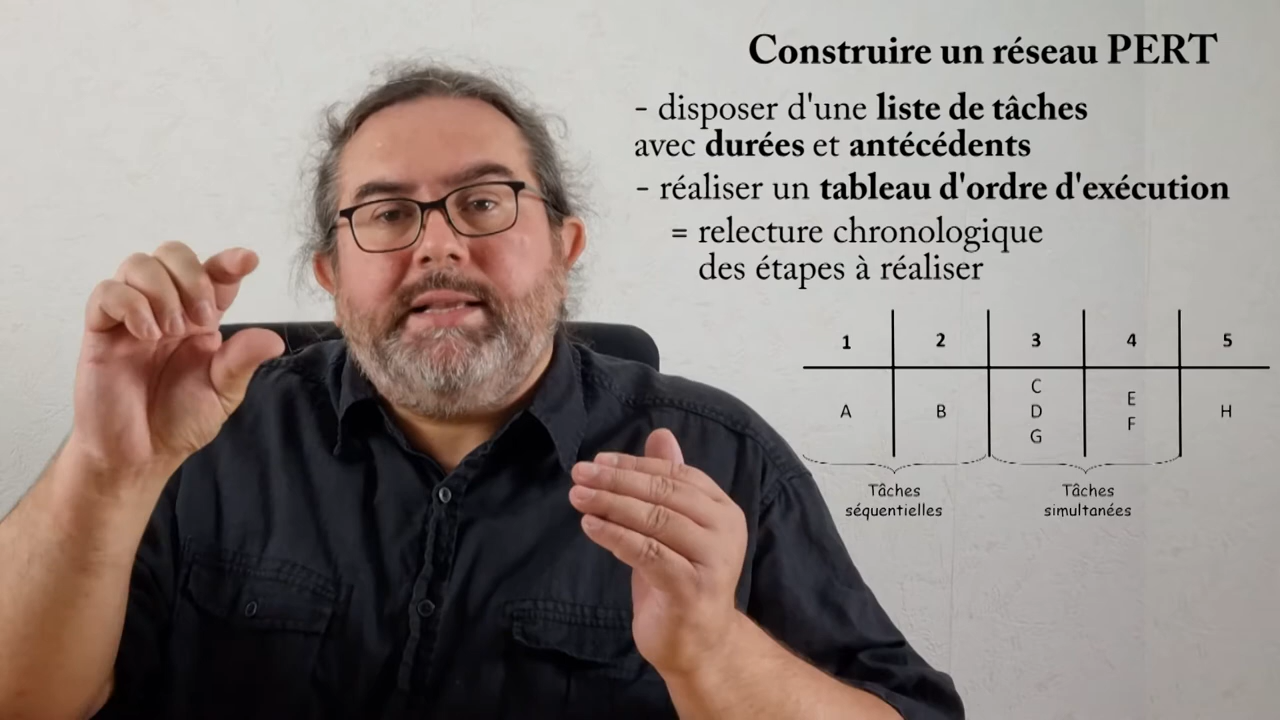 Construire un réseau PERT
- disposer d'une liste de tâches
avec durées et antécédents
- réaliser un tableau d'ordre d'exécution
= relecture chronologique
des étapes à réaliser
1 2 3 4 5
C
E
A B D H
F
G
Tâches
séquentielles
Tâches
simultanées